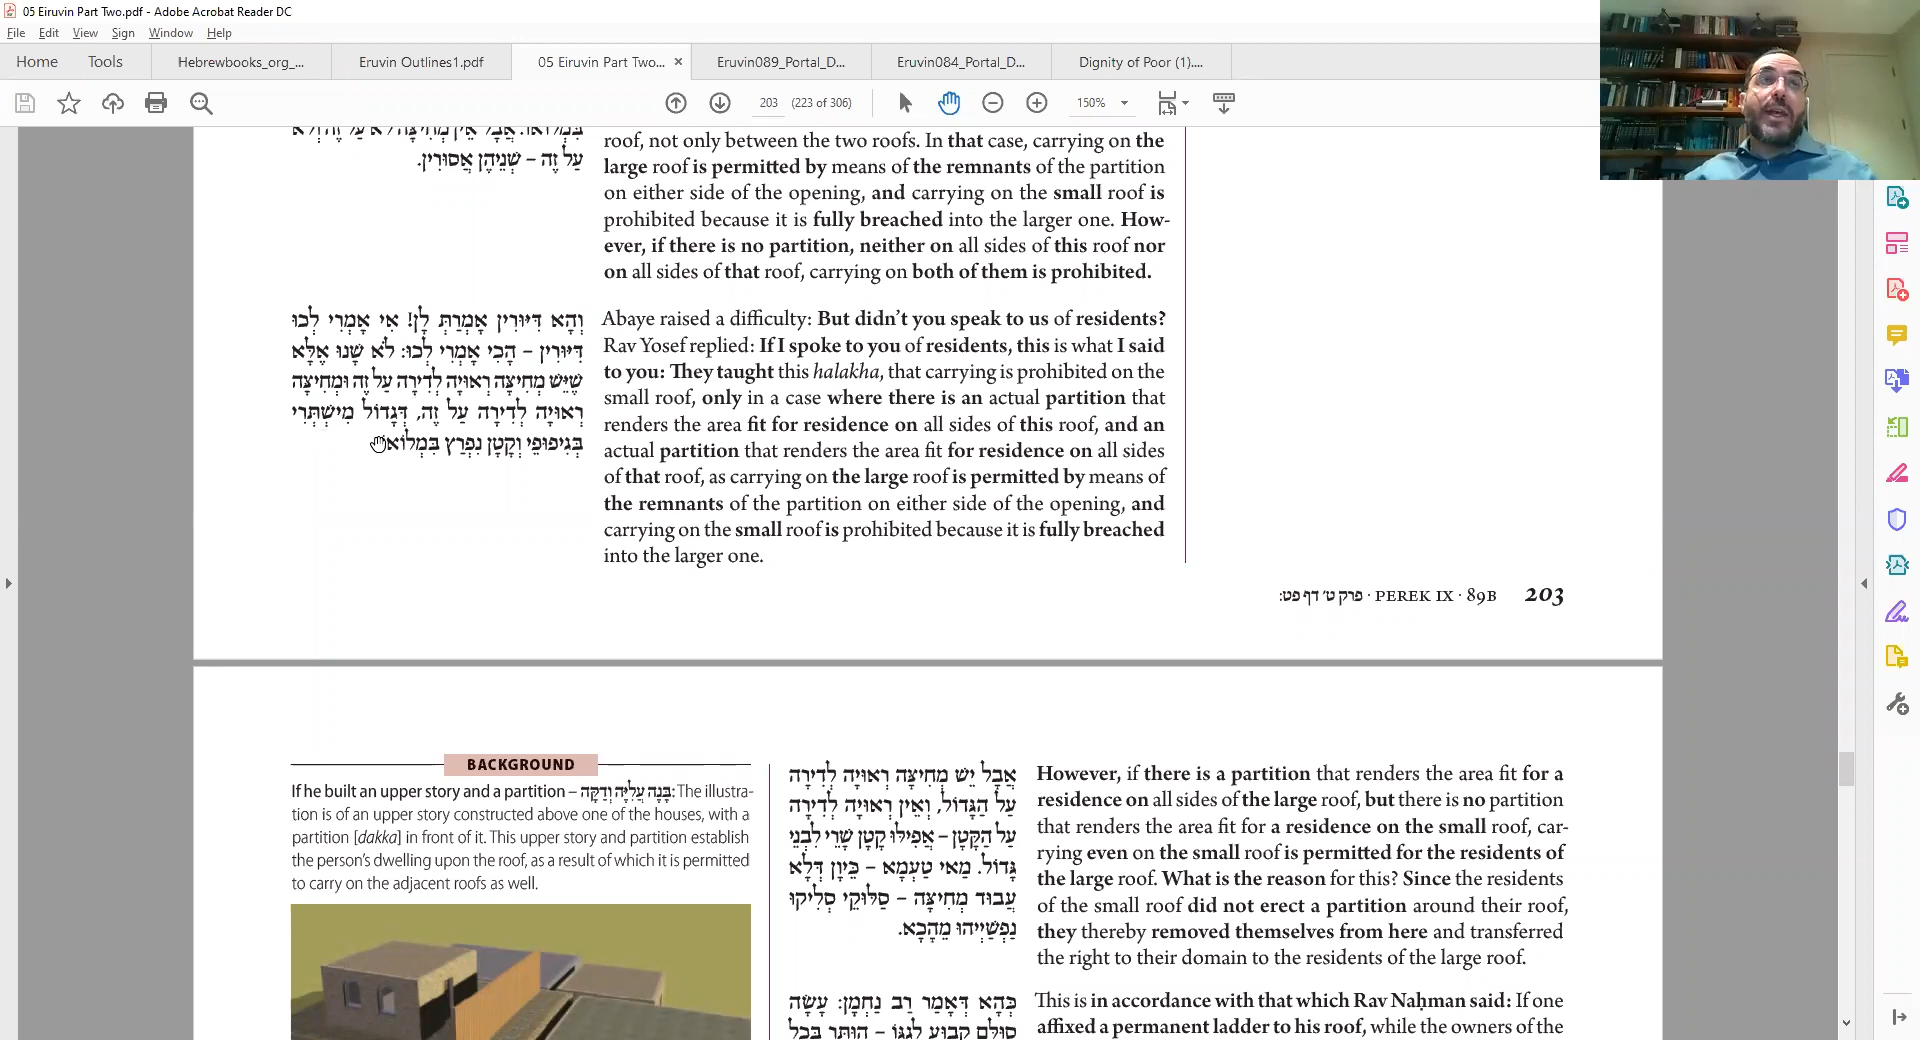 05 Eiruvin Part Two.pdf - Adobe Acrobat Reader DC
File Edit View Sign Window Help
Home Tools Hebrewbooks_org_... Eruvin Outlines1.pdf 05 Eiruvin Part Two... × Eruvin089_Portal_D... Eruvin084_Portal_D... Dignity of Poor (1)....
203 (223 of 306) 150%
עַל זֶה – שְׁנֵיהֶן אֲסוּרִין.
roof, not only between the two roofs. In that case, carrying on the
large roof is permitted by means of the remnants of the partition
on either side of the opening, and carrying on the small roof is
prohibited because it is fully breached into the larger one. How-
ever, if there is no partition, neither on all sides of this roof nor
on all sides of that roof, carrying on both of them is prohibited.
וְהָא דִּיּוּרִין אָמְרַתְּ לָן! אִי אָמְרִי לְכוּ
דִּיּוּרִין – הָכִי אָמְרִי לְכוּ: לֹא שָׁנוּ אֶלָּא
שֶׁיֵּשׁ מְחִיצָה רְאוּיָה לְדִירָה עַל זֶה וּמְחִיצָה
רְאוּיָה לְדִירָה עַל זֶה, דְּגָדוֹל מִישְׁתְּרֵי
בְּגִיפּוּפֵי וְקָטָן נִפְרַץ בִּמְלוֹאוֹ
Abaye raised a difficulty: But didn't you speak to us of residents?
Rav Yosef replied: If I spoke to you of residents, this is what I said
to you: They taught this halakha, that carrying is prohibited on the
small roof, only in a case where there is an actual partition that
renders the area fit for residence on all sides of this roof, and an
actual partition that renders the area fit for residence on all sides
of that roof, as carrying on the large roof is permitted by means of
the remnants of the partition on either side of the opening, and
carrying on the small roof is prohibited because it is fully breached
into the larger one.
פרק ט׳ דף פט: · PEREK IX · 89B 203
BACKGROUND
If he built an upper story and a partition – בָּנָה עֲלִיָּיה וְדַקָּה: The illustra-
tion is of an upper story constructed above one of the houses, with a
partition [dakka] in front of it. This upper story and partition establish
the person's dwelling upon the roof, as a result of which it is permitted
to carry on the adjacent roofs as well.
אֲבָל יֵשׁ מְחִיצָה רְאוּיָה לְדִירָה
עַל הַגָּדוֹל, וְאֵין רְאוּיָה לְדִירָה
עַל הַקָּטָן – אֲפִילּוּ קָטָן שָׁרֵי לִבְנֵי
גָּדוֹל. מַאי טַעְמָא – כֵּיוָן דְּלָא
עֲבוּד מְחִיצָה – סַלּוֹקֵי סְלִיקוּ
נַפְשַׁיְיהוּ מֵהָכָא.
However, if there is a partition that renders the area fit for a
residence on all sides of the large roof, but there is no partition
that renders the area fit for a residence on the small roof, car-
rying even on the small roof is permitted for the residents of
the large roof. What is the reason for this? Since the residents
of the small roof did not erect a partition around their roof,
they thereby removed themselves from here and transferred
the right to their domain to the residents of the large roof.
כְּהָא דְּאָמַר רַב נַחְמָן: עָשָׂה
סוּלָּם קָבוּעַ לְגַגּוֹ – הוּתַּר בְּכָל
This is in accordance with that which Rav Naḥman said: If one
affixed a permanent ladder to his roof, while the owners of the